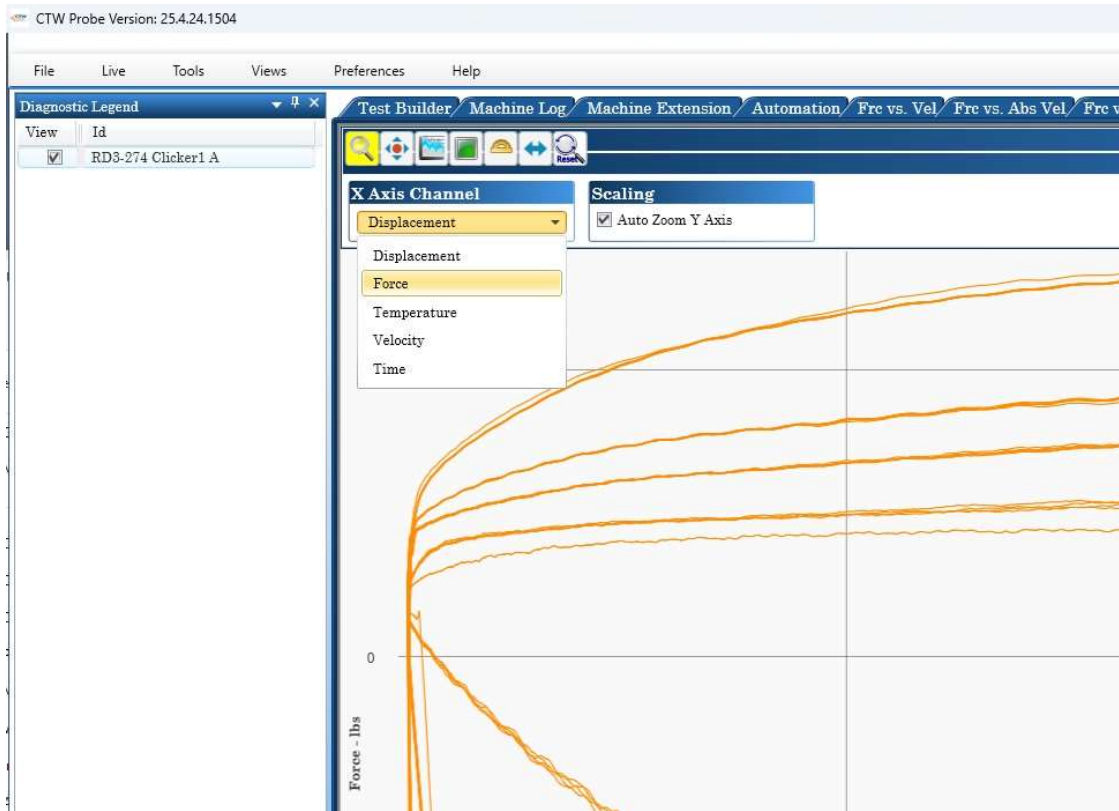 CTW Probe Version: 25.4.24.1504
File Live Tools Views Preferences Help
Diagnostic Legend
View Id
RD3-274 Clicker1 A
Test Builder Machine Log Machine Extension Automation Frc vs. Vel Frc vs. Abs Vel Frc
Reset
X Axis Channel
Displacement
Displacement
Force
Temperature
Velocity
Time
Scaling
Auto Zoom Y Axis
0
Force - lbs